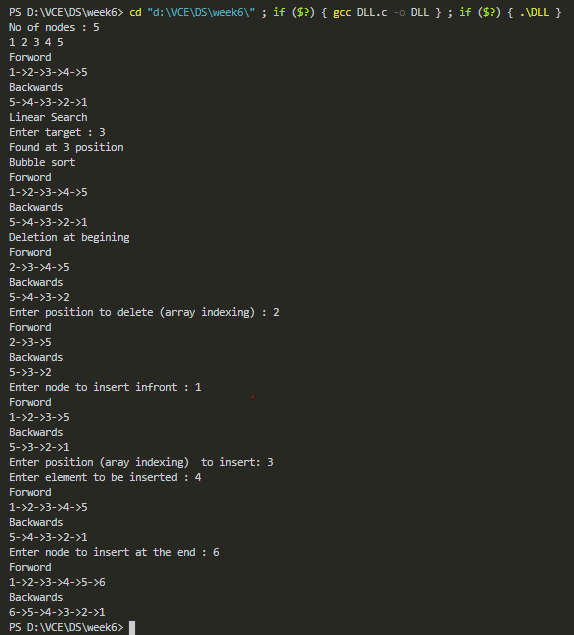 PS D:\VCE\DS\week6> cd "d:\VCE\DS\week6\" ; if ($?) { gcc DLL.c -o DLL } ; if ($?) { .\DLL }
No of nodes : 5
1 2 3 4 5
Forword
1->2->3->4->5
Backwards
5->4->3->2->1
Linear Search
Enter target : 3
Found at 3 position
Bubble sort
Forword
1->2->3->4->5
Backwards
5->4->3->2->1
Deletion at begining
Forword
2->3->4->5
Backwards
5->4->3->2
Enter position to delete (array indexing) : 2
Forword
2->3->5
Backwards
5->3->2
Enter node to insert infront : 1
Forword
1->2->3->5
Backwards
5->3->2->1
Enter position (aray indexing)  to insert: 3
Enter element to be inserted : 4
Forword
1->2->3->4->5
Backwards
5->4->3->2->1
Enter node to insert at the end : 6
Forword
1->2->3->4->5->6
Backwards
6->5->4->3->2->1
PS D:\VCE\DS\week6>